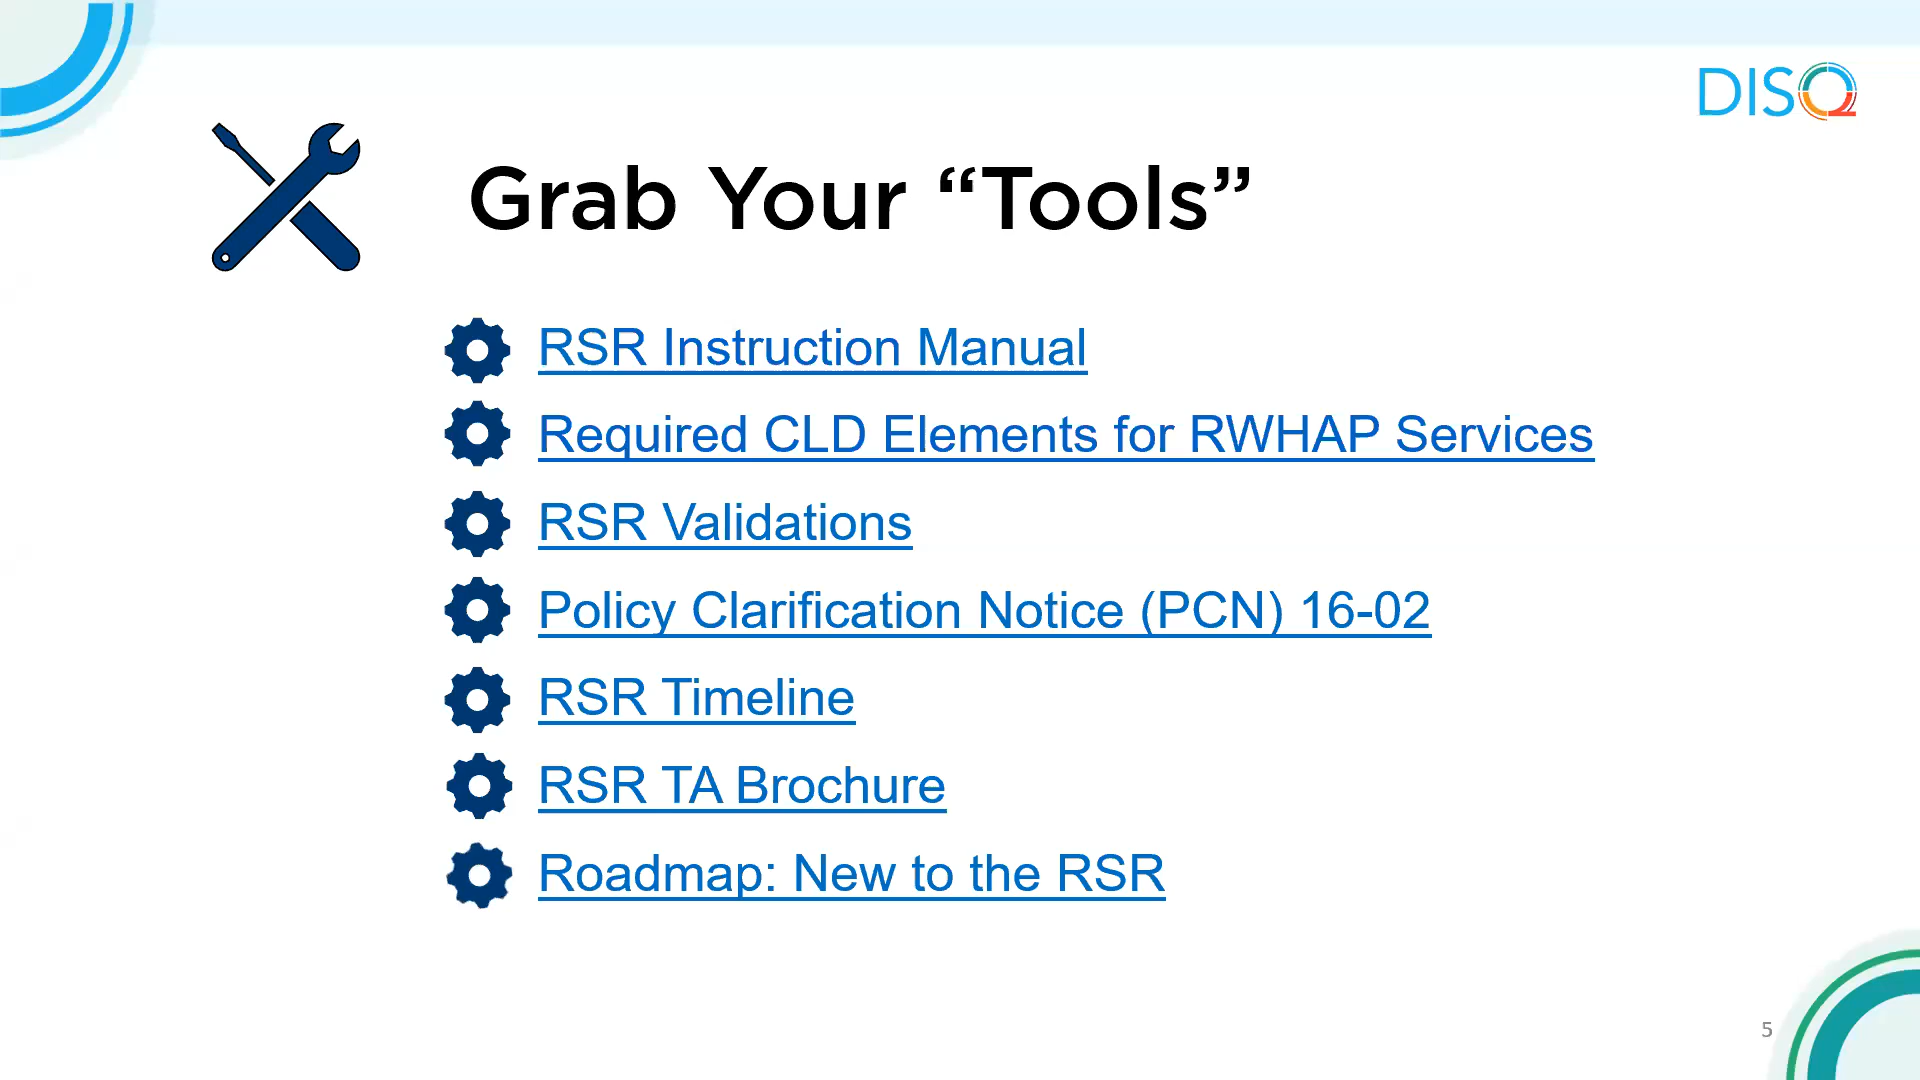 DISQ
Grab Your “Tools”
RSR Instruction Manual
Required CLD Elements for RWHAP Services
RSR Validations
Policy Clarification Notice (PCN) 16-02
RSR Timeline
RSR TA Brochure
Roadmap: New to the RSR
5